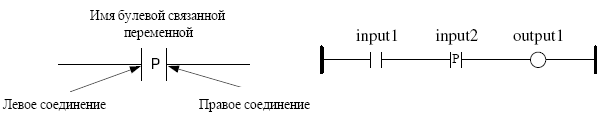 Имя булевой связанной
переменной
P
Левое соединение
Правое соединение
input1
input2
output1
P